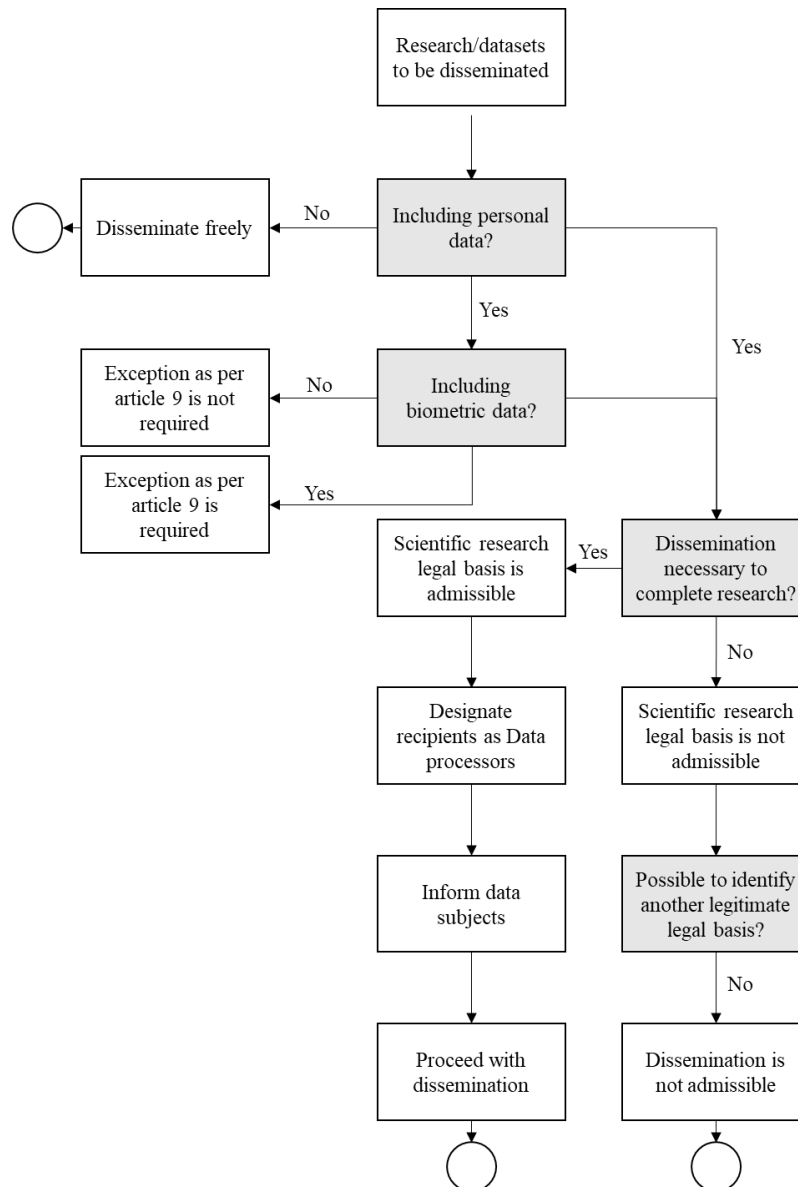 Research/datasets
to be disseminated
Disseminate freely
No
Including personal
data?
Yes
Yes
Exception as per
article 9 is not
required
No
Including
biometric data?
Exception as per
article 9 is
required
Yes
Scientific research
legal basis is
admissible
Yes
Dissemination
necessary to
complete research?
No
Designate
recipients as Data
processors
Scientific research
legal basis is not
admissible
Inform data
subjects
Possible to identify
another legitimate
legal basis?
No
Proceed with
dissemination
Dissemination is
not admissible